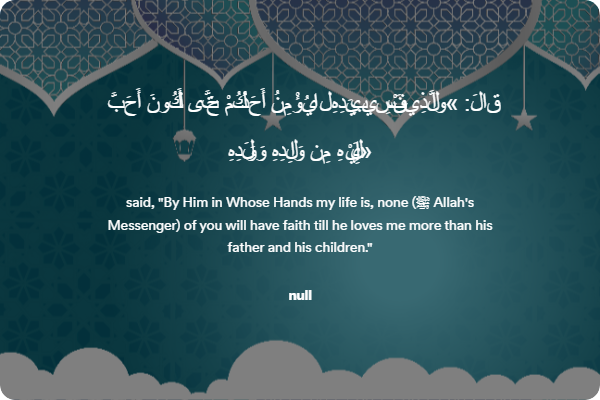 قَالَ: «وَالَّذِي نَفْسِي بِيَدِهِ لَا يُؤْمِنُ أَحَدُكُمْ حَتَّى أَكُونَ أَحَبَّ
إِلَيْهِ مِنْ وَالِدِهِ وَوَلَدِهِ»
said, "By Him in Whose Hands my life is, none (ﷺ Allah's
Messenger) of you will have faith till he loves me more than his
father and his children."
null